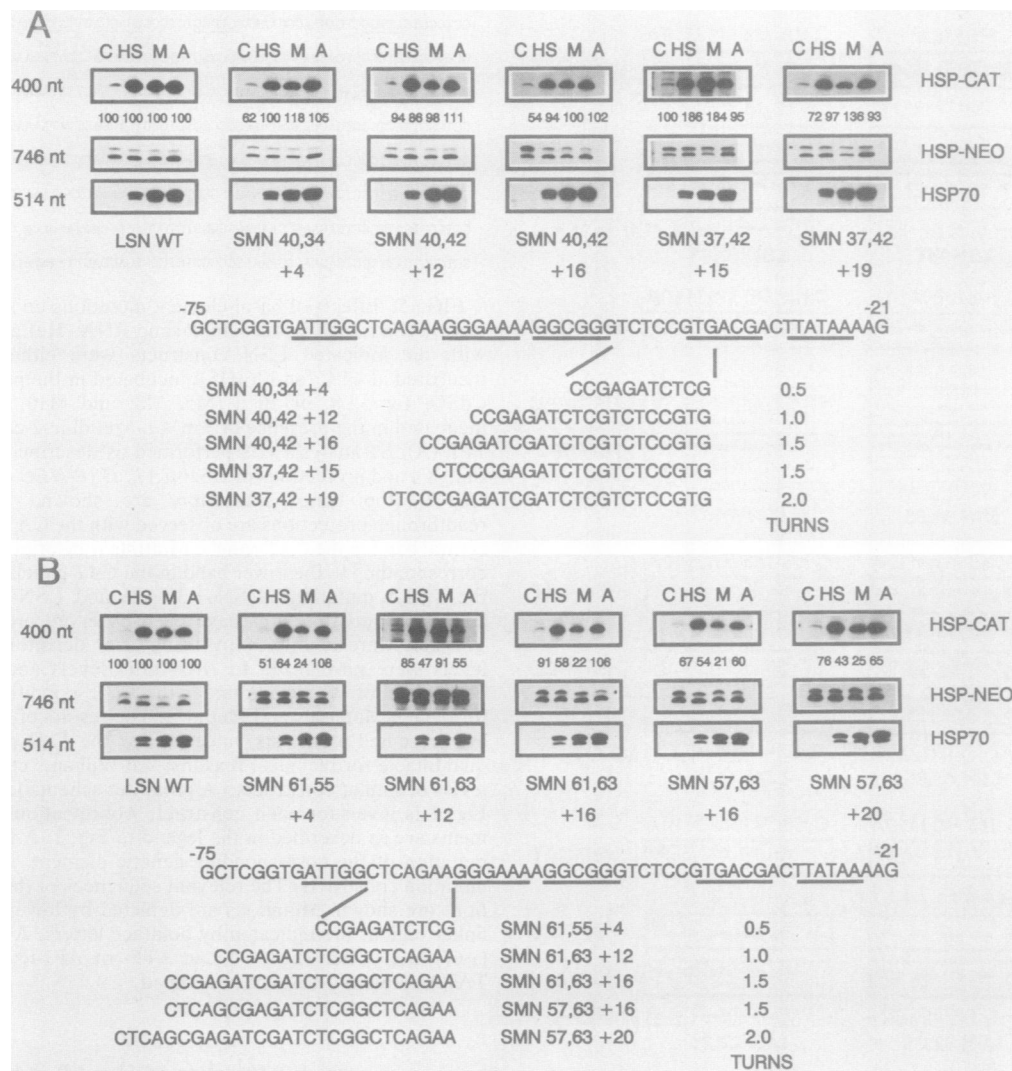 A
C HS M A C HS M A C HS M A C HS M A C HS M A C HS M A
400 nt HSP-CAT
100 100 100 100 62 100 118 105 94 86 98 111 54 94 100 102 100 186 184 95 72 97 136 93
746 nt HSP-NEO
514 nt HSP70
LSN WT SMN 40,34 SMN 40,42 SMN 40,42 SMN 37,42 SMN 37,42
+4 +12 +16 +15 +19
-75 -21
GCTCGGTGATTGGCTCAGAAGGGAAAAGGCGGGTCTCCGTGACGACTTATAAAAG
SMN 40,34 +4 CCGAGATCTCG 0.5
SMN 40,42 +12 CCGAGATCTCGTCTCCGTG 1.0
SMN 40,42 +16 CCGAGATCGATCTCGTCTCCGTG 1.5
SMN 37,42 +15 CTCCCGAGATCTCGTCTCCGTG 1.5
SMN 37,42 +19 CTCCCGAGATCGATCTCGTCTCCGTG 2.0
TURNS
B
C HS M A C HS M A C HS M A C HS M A C HS M A C HS M A
400 nt HSP-CAT
100 100 100 100 51 64 24 106 85 47 91 55 91 58 22 106 67 54 21 60 76 43 25 65
746 nt HSP-NEO
514 nt HSP70
LSN WT SMN 61,55 SMN 61,63 SMN 61,63 SMN 57,63 SMN 57,63
+4 +12 +16 +16 +20
-75 -21
GCTCGGTGATTGGCTCAGAAGGGAAAAGGCGGGTCTCCGTGACGACTTATAAAAG
CCGAGATCTCG SMN 61,55 +4 0.5
CCGAGATCTCGGCTCAGAA SMN 61,63 +12 1.0
CCGAGATCGATCTCGGCTCAGAA SMN 61,63 +16 1.5
CTCAGCGAGATCTCGGCTCAGAA SMN 57,63 +16 1.5
CTCAGCGAGATCGATCTCGGCTCAGAA SMN 57,63 +20 2.0
TURNS